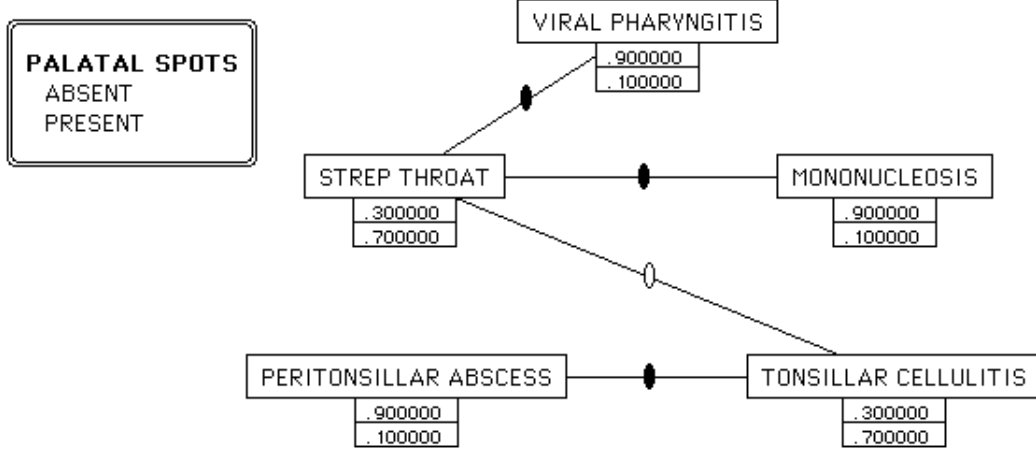 VIRAL PHARYNGITIS
.900000
.100000
PALATAL SPOTS
ABSENT
PRESENT
STREP THROAT
.300000
.700000
MONONUCLEOSIS
.900000
.100000
PERITONSILLAR ABSCESS
.900000
.100000
TONSILLAR CELLULITIS
.300000
.700000